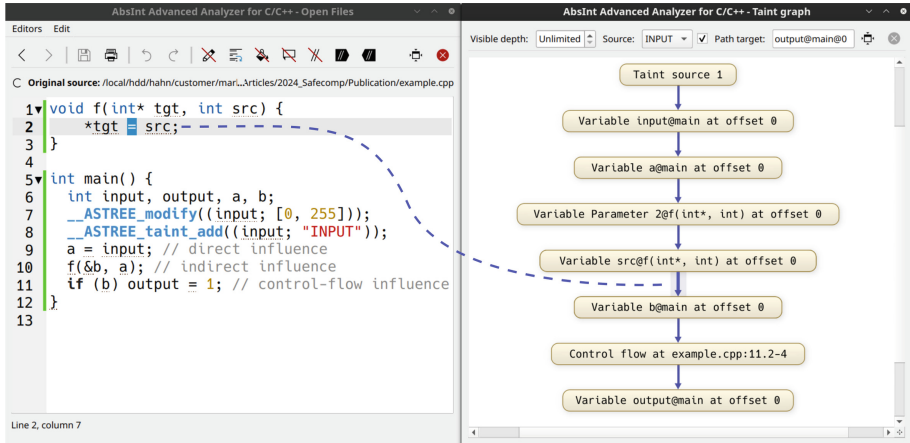 AbsInt Advanced Analyzer for C/C++ - Open Files
Editors Edit
Original source: /local/hdd/hahn/customer/mari...Articles/2024_Safecomp/Publication/example.cpp
1 void f(int* tgt, int src) {
2 *tgt = src;
3 }
4
5 int main() {
6 int input, output, a, b;
7 __ASTREE_modify((input; [0, 255]));
8 __ASTREE_taint_add((input; "INPUT"));
9 a = input; // direct influence
10 f(&b, a); // indirect influence
11 if (b) output = 1; // control-flow influence
12 }
13
Line 2, column 7
AbsInt Advanced Analyzer for C/C++ - Taint graph
Visible depth: Unlimited Source: INPUT Path target: output@main@0
Taint source 1
Variable input@main at offset 0
Variable a@main at offset 0
Variable Parameter 2@f(int*, int) at offset 0
Variable src@f(int*, int) at offset 0
Variable b@main at offset 0
Control flow at example.cpp:11.2-4
Variable output@main at offset 0